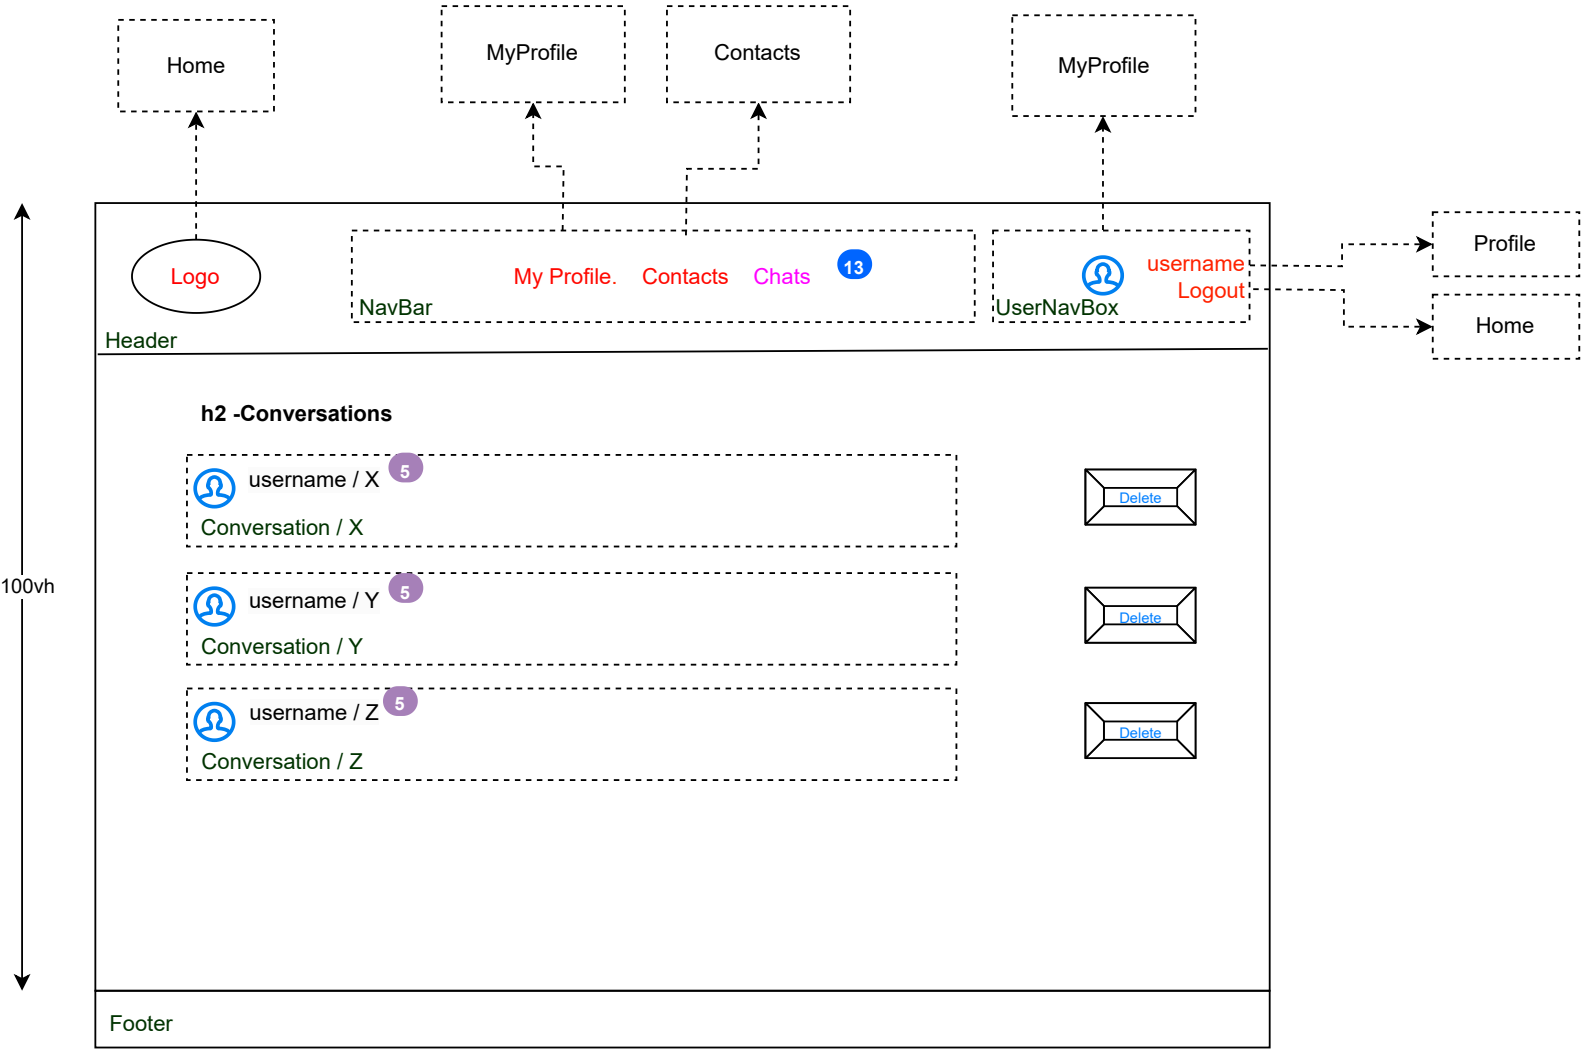 Home
MyProfile
Contacts
MyProfile
Logo
My Profile.
Contacts
Chats
13
NavBar
username
Logout
UserNavBox
Profile
Home
Header
h2 -Conversations
username / X
5
Conversation / X
Delete
100vh
username / Y
5
Conversation / Y
Delete
username / Z
5
Conversation / Z
Delete
Footer